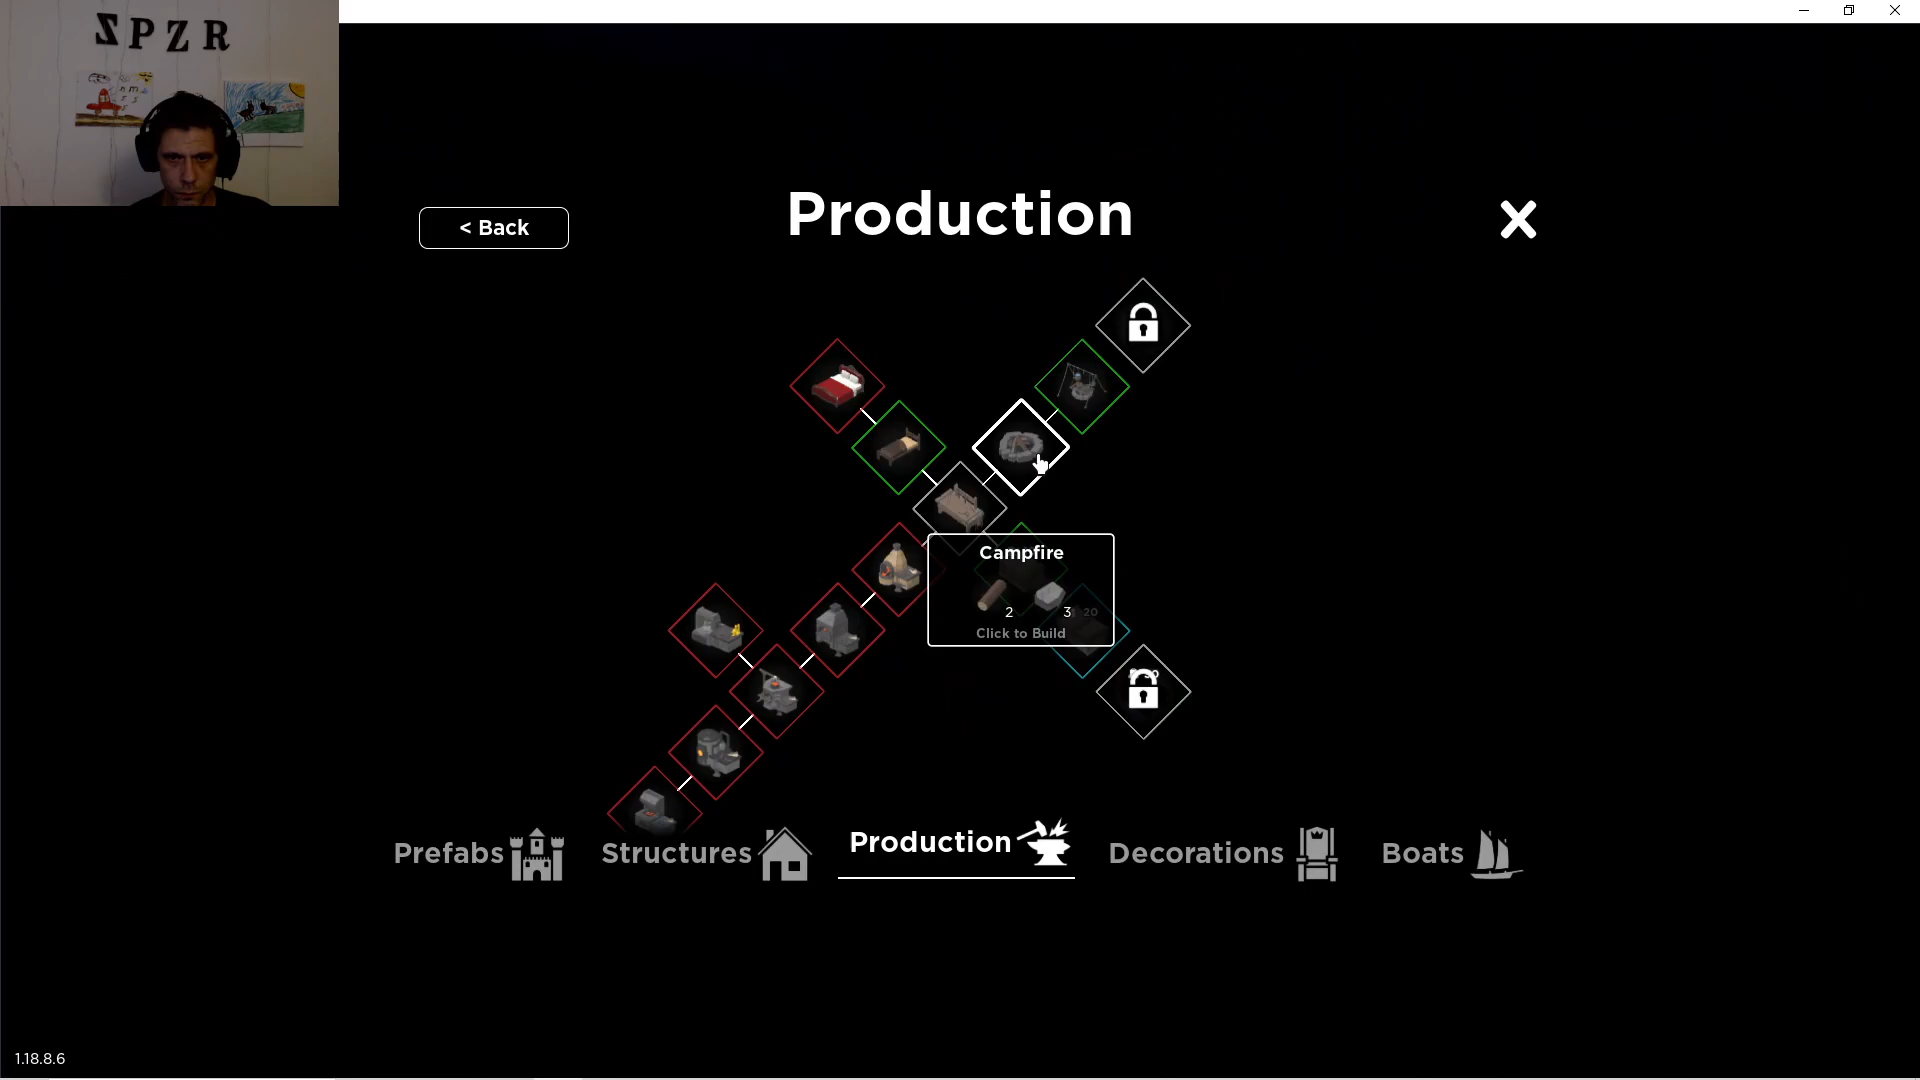 SPZR
< Back
Production
Campfire
2 3 20
Click to Build
Prefabs Structures Production Decorations Boats
1.18.8.6